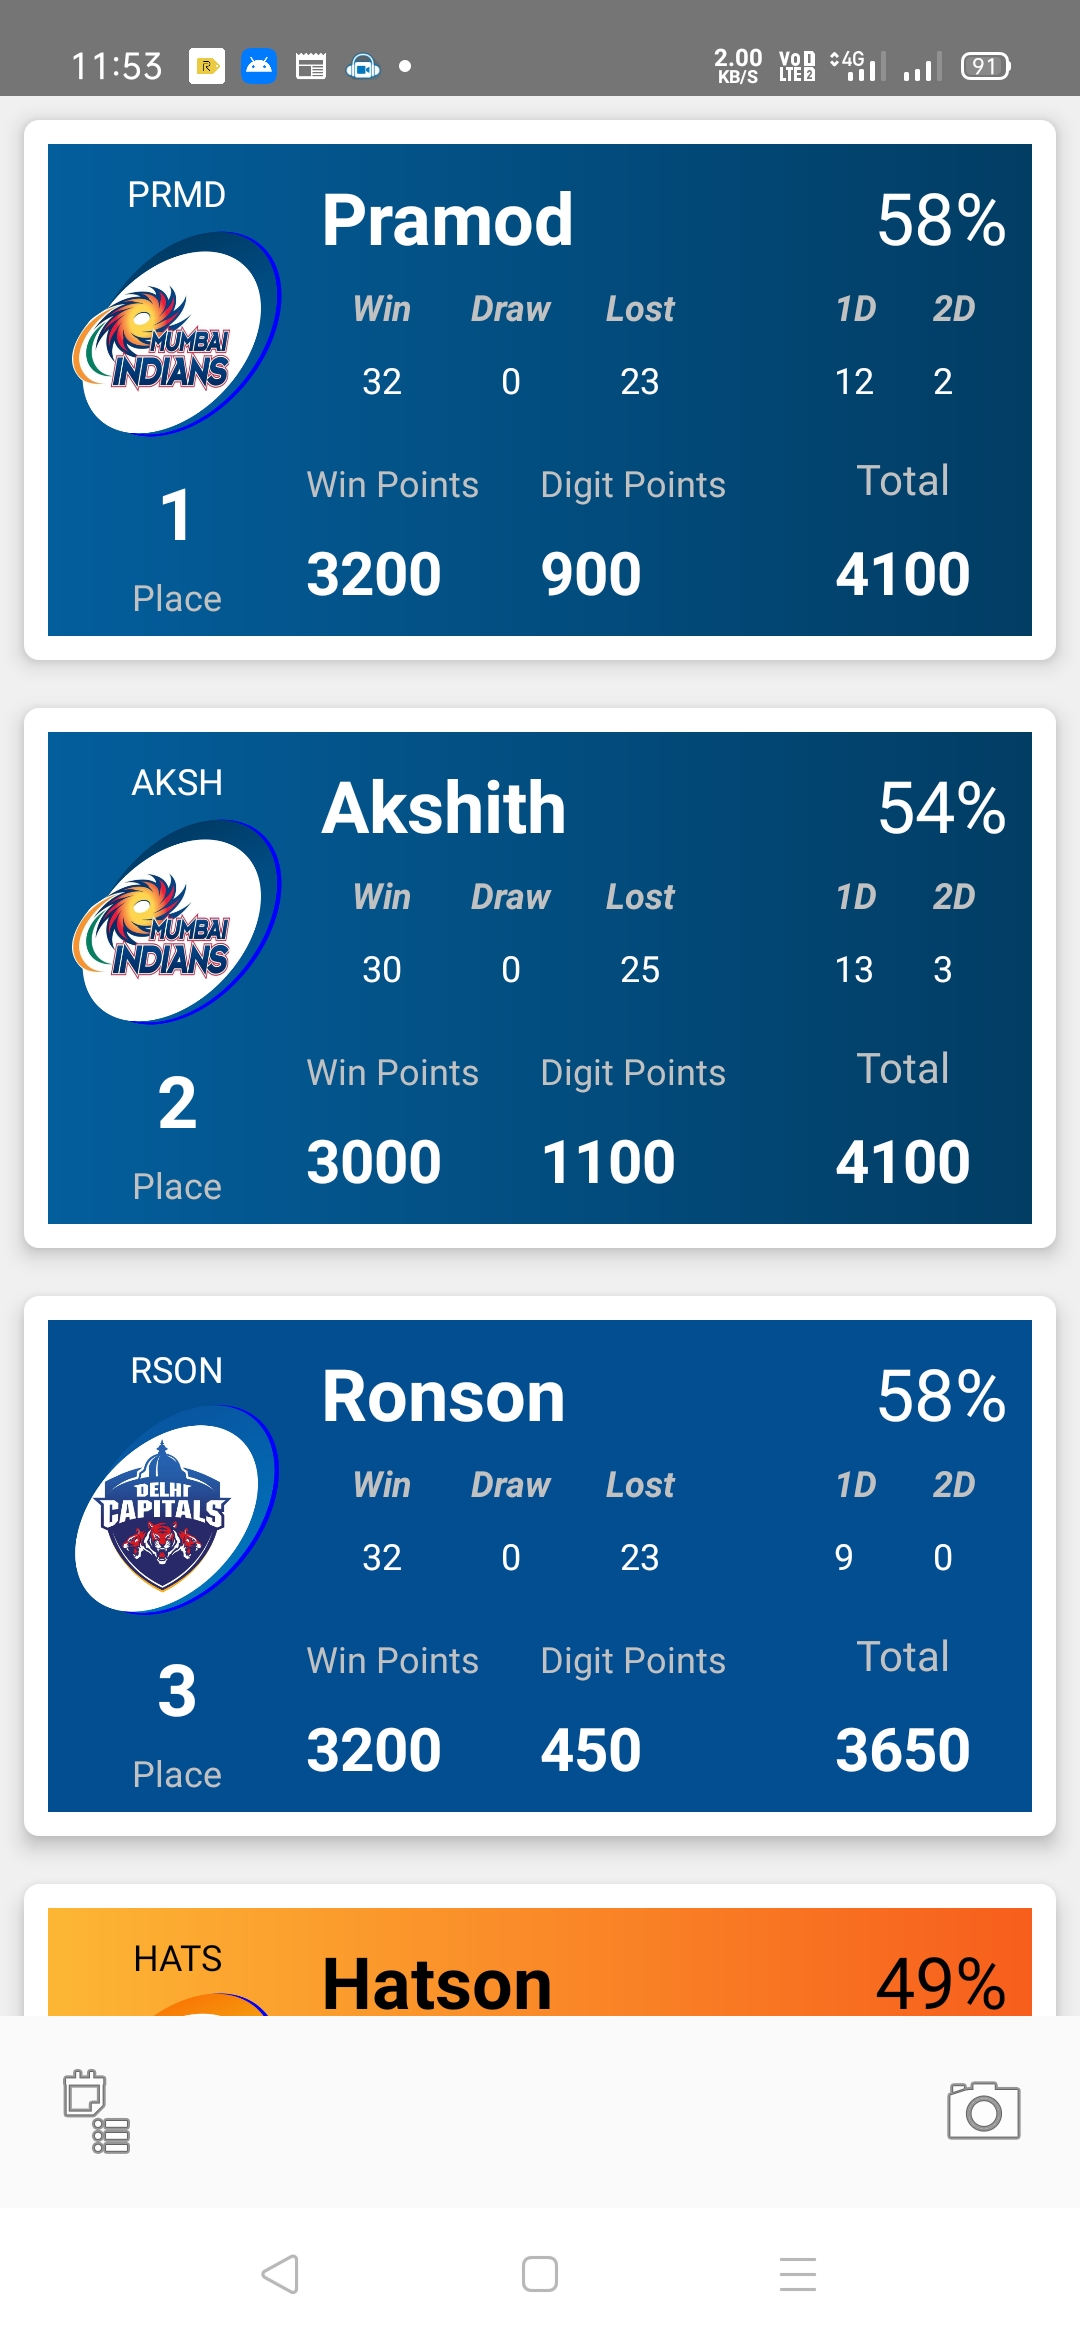 11:53 R 2.00 KB/S VoD LTE 2 4G 91
PRMD Pramod 58%
Win Draw Lost 1D 2D
MUMBAI INDIANS
32 0 23 12 2
Win Points Digit Points Total
1
3200 900 4100
Place
AKSH Akshith 54%
Win Draw Lost 1D 2D
MUMBAI INDIANS
30 0 25 13 3
Win Points Digit Points Total
2
3000 1100 4100
Place
RSON Ronson 58%
Win Draw Lost 1D 2D
DELHI CAPITALS
32 0 23 9 0
Win Points Digit Points Total
3
3200 450 3650
Place
HATS Hatson 49%